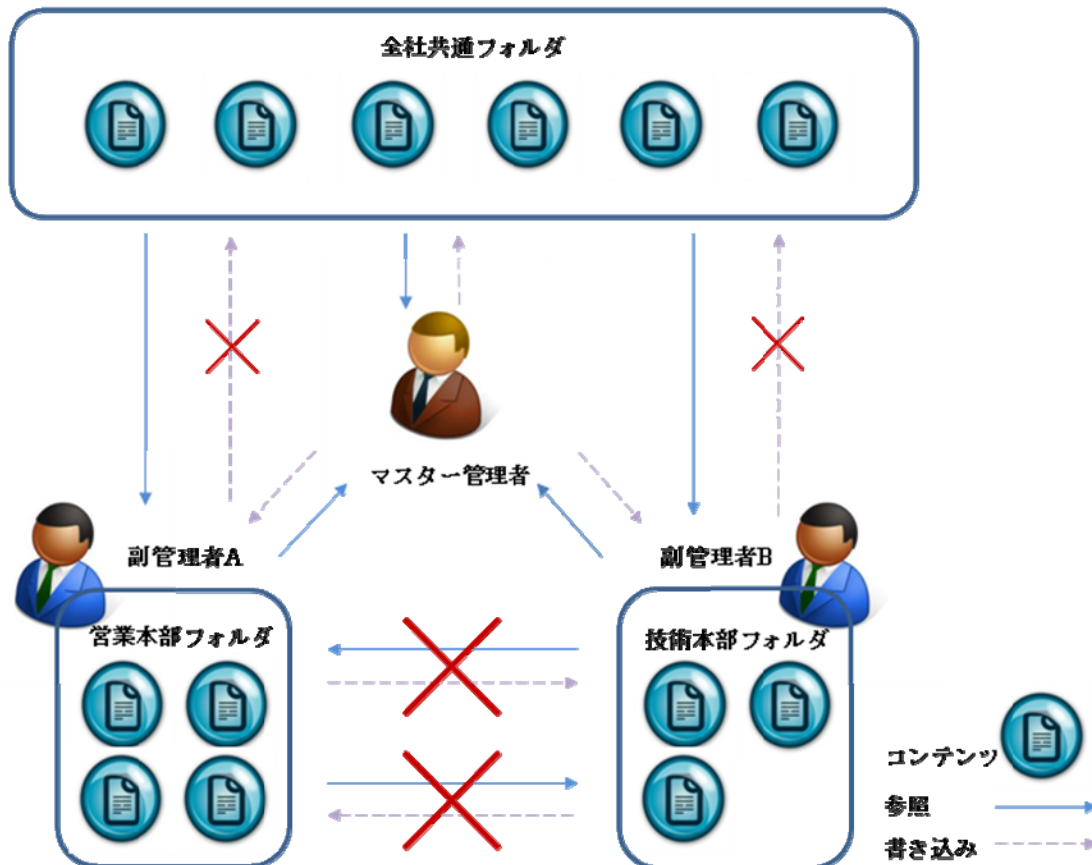 全社共通フォルダ
マスター管理者
副管理者A
副管理者B
営業本部フォルダ
技術本部フォルダ
コンテンツ
参照
書き込み